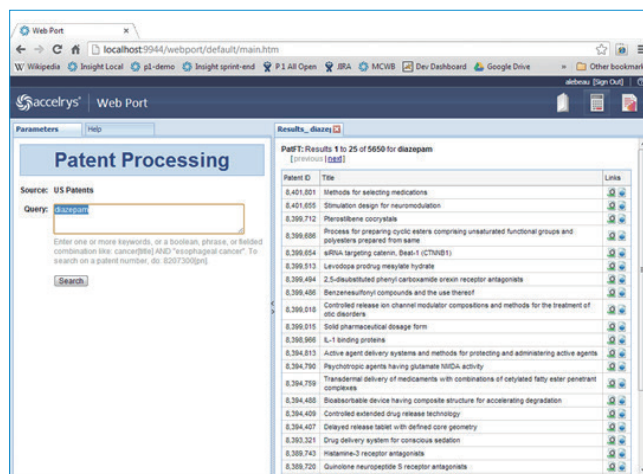 Web Port
localhost:9944/webport/default/main.htm
Wikipedia Insight Local p1-demo Insight sprint-end P 1 All Open JIRA MCWB Dev Dashboard Google Drive » Other bookmark
alebeau [Sign Out]
accelrys® Web Port
Parameters Help
Patent Processing
Source: US Patents
Query: diazepam
Enter one or more keywords, or a boolean, phrase, or fielded
combination like: cancer[title] AND "esophageal cancer". To
search on a patent number, do: 8207300[pn].
Search
Results_ diazep
PatFT: Results 1 to 25 of 5650 for diazepam
[previous | next]
Patent ID Title Links
8,401,801 Methods for selecting medications
8,401,655 Stimulation design for neuromodulation
8,399,712 Pterostilbene cocrystals
8,399,686 Process for preparing cyclic esters comprising unsaturated functional groups and
polyesters prepared from same
8,399,654 siRNA targeting catenin, Beat-1 (CTNNB1)
8,399,513 Levodopa prodrug mesylate hydrate
8,399,494 2,5-disubstituted phenyl carboxamide orexin receptor antagonists
8,399,486 Benzenesulfonyl compounds and the use thereof
8,399,018 Controlled release ion channel modulator compositions and methods for the treatment of
otic disorders
8,399,015 Solid pharmaceutical dosage form
8,398,966 IL-1 binding proteins
8,394,813 Active agent delivery systems and methods for protecting and administering active agents
8,394,790 Psychotropic agents having glutamate NMDA activity
8,394,759 Transdermal delivery of medicaments with combinations of cetylated fatty ester penetrant
complexes
8,394,488 Bioabsorbable device having composite structure for accelerating degradation
8,394,409 Controlled extended drug release technology
8,394,407 Delayed release tablet with defined core geometry
8,393,321 Drug delivery system for conscious sedation
8,389,743 Histamine-3 receptor antagonists
8,389,720 Quinolone neuropeptide S receptor antagonists